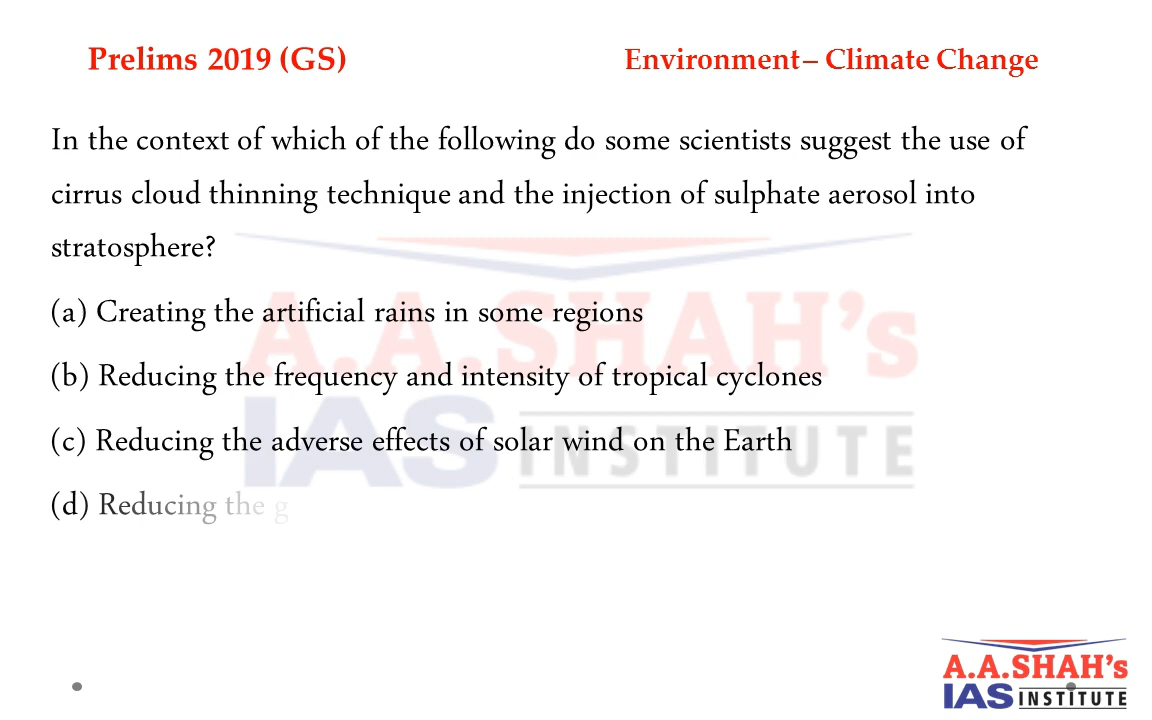 Prelims 2019 (GS) Environment– Climate Change
In the context of which of the following do some scientists suggest the use of
cirrus cloud thinning technique and the injection of sulphate aerosol into
stratosphere?
(a) Creating the artificial rains in some regions
(b) Reducing the frequency and intensity of tropical cyclones
(c) Reducing the adverse effects of solar wind on the Earth
(d) Reducing the g
A.A.SHAH's
IAS INSTITUTE
A.A.SHAH's
IAS INSTITUTE